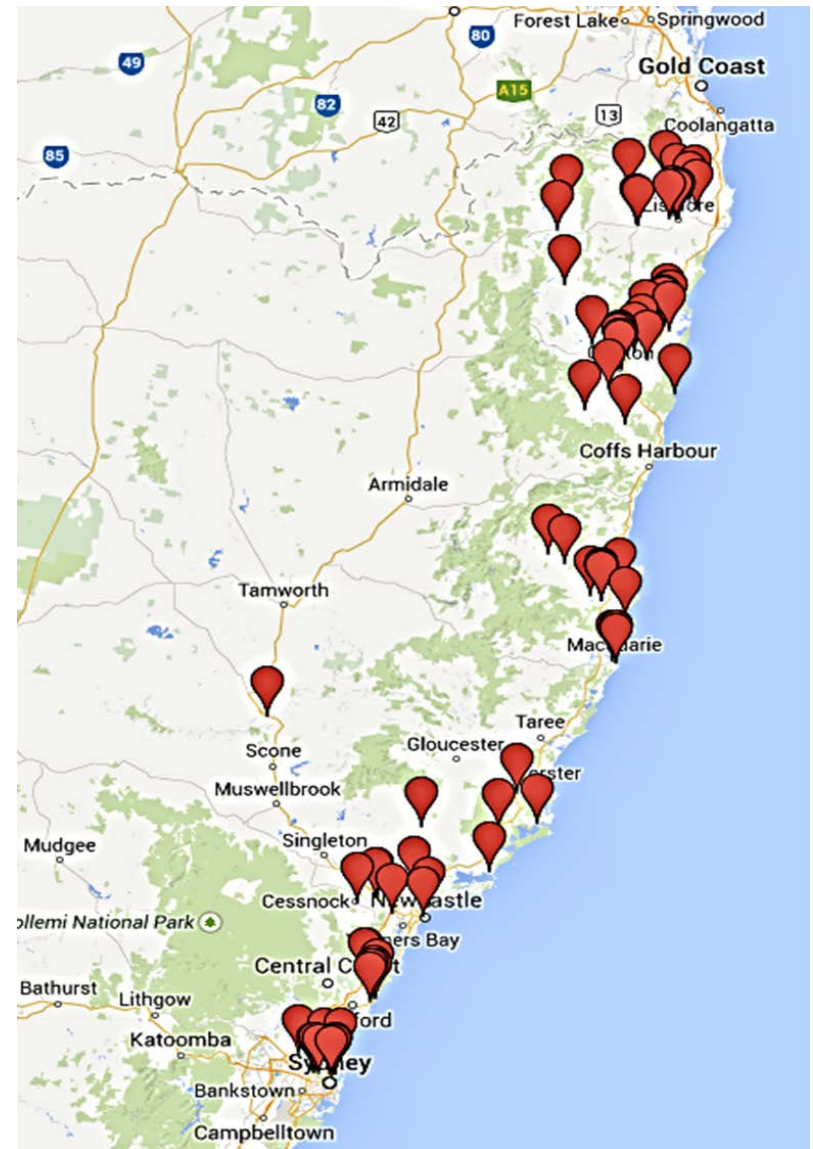 Forest Lake
Springwood
80
49
Gold Coast
A15
82
13
42
Coolangatta
85
Coffs Harbour
Armidale
Tamworth
Taree
Gloucester
Scone
Muswellbrook
Singleton
Mudgee
Cessnock
ollemi National Park
Central C
Bathurst
Lithgow
Katoomba
Bankstown
Campbelltown